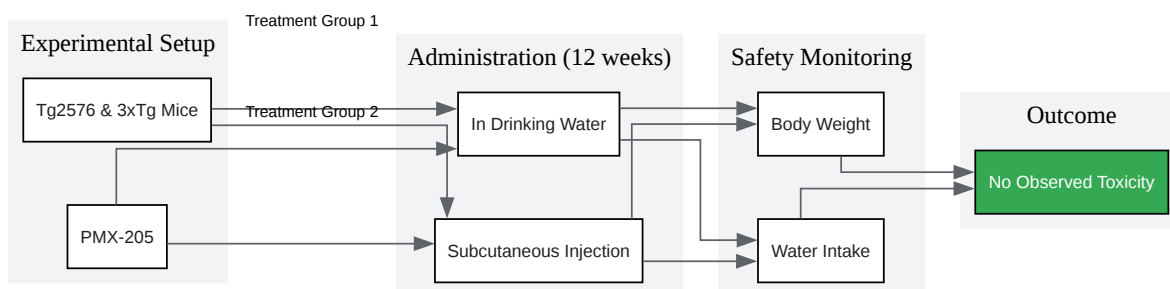 Treatment Group 1
Experimental Setup
Tg2576 & 3xTg Mice
PMX-205
Treatment Group 2
Administration (12 weeks)
In Drinking Water
Subcutaneous Injection
Safety Monitoring
Body Weight
Water Intake
Outcome
No Observed Toxicity